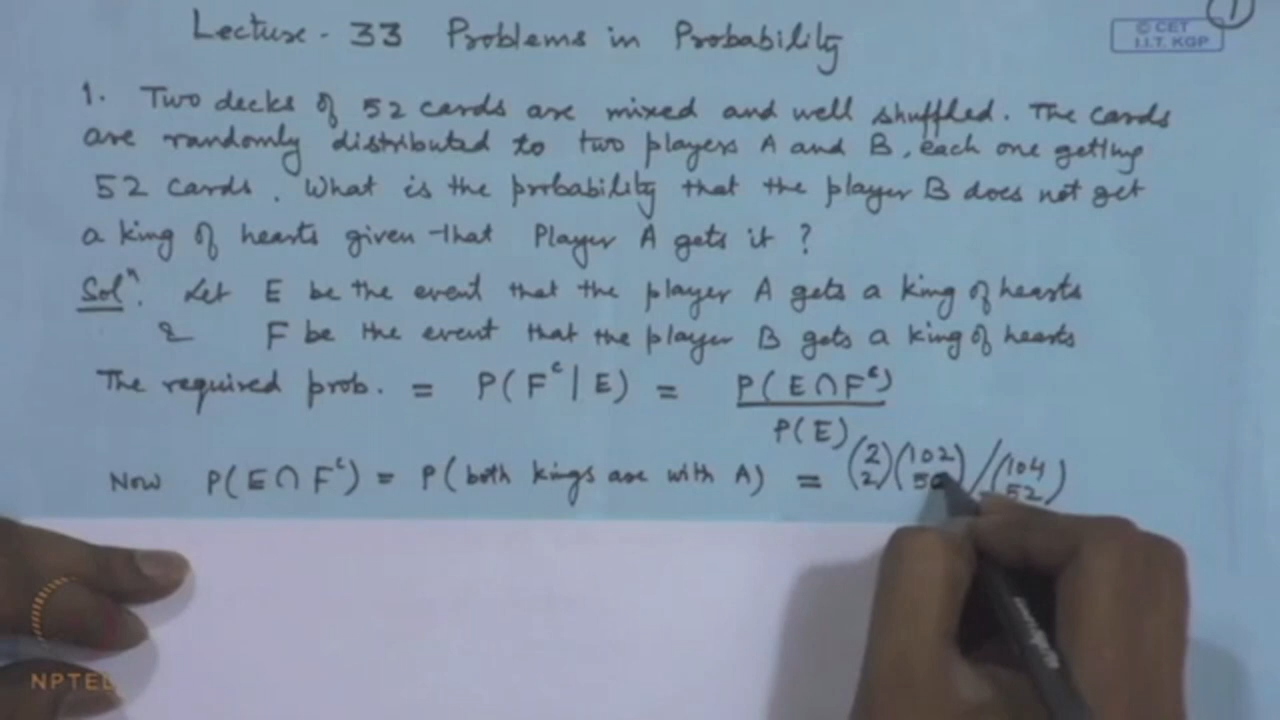 1
Lecture - 33 Problems in Probability
© CET
I.I.T. KGP
1. Two decks of 52 cards are mixed and well shuffled. The cards
are randomly distributed to two players A and B, each one getting
52 cards. What is the probability that the player B does not get
a king of hearts given that Player A gets it ?
Solⁿ. Let E be the event that the player A gets a king of hearts
& F be the event that the player B gets a king of hearts
The required prob. = P(Fᶜ | E) = P(E ∩ Fᶜ) / P(E)
Now P(E ∩ Fᶜ) = P(both kings are with A) = (2 2)(102 50) / (104 52)
NPTEL